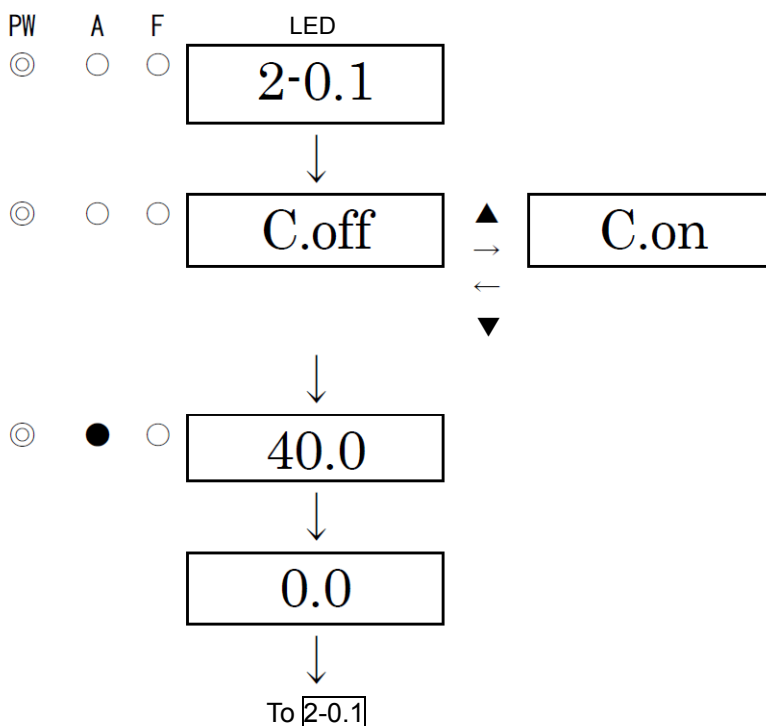 PW A F LED
◎ ○ ○ 2-0.1
↓
◎ ○ ○ C.off ▲ → ← ▼ C.on
↓
◎ ● ○ 40.0
↓
0.0
↓
To 2-0.1